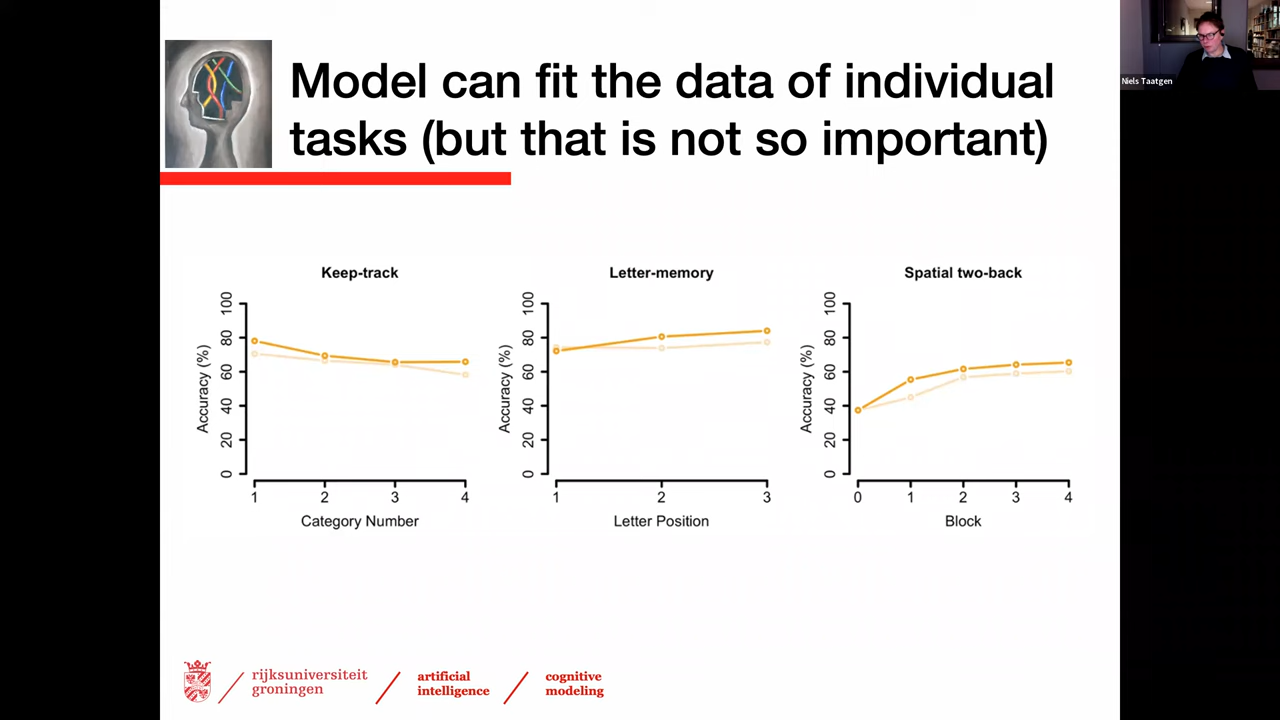 Model can fit the data of individual
tasks (but that is not so important)
Niels Taatgen
Keep-track
Accuracy (%)
0 20 40 60 80 100
1 2 3 4
Category Number
Letter-memory
Accuracy (%)
0 20 40 60 80 100
1 2 3
Letter Position
Spatial two-back
Accuracy (%)
0 20 40 60 80 100
0 1 2 3 4
Block
rijksuniversiteit
groningen
artificial
intelligence
cognitive
modeling